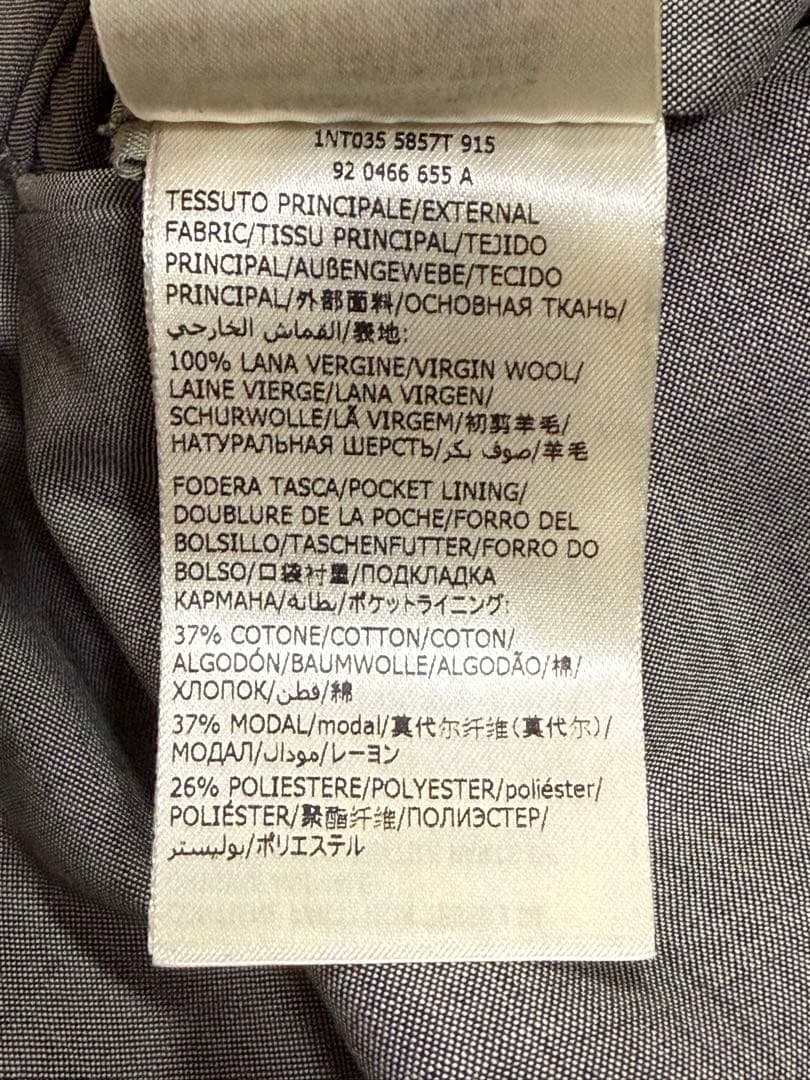 1NT035 5857T 915
92 0466 655 A
TESSUTO PRINCIPALE/EXTERNAL
FABRIC/TISSU PRINCIPAL/TEJIDO
PRINCIPAL/AUßENGEWEBE/TECIDO
PRINCIPAL/外部面料/ОСНОВНАЯ ТКАНЬ/
القماش الخارجي/表地:
100% LANA VERGINE/VIRGIN WOOL/
LAINE VIERGE/LANA VIRGEN/
SCHURWOLLE/LÃ VIRGEM/初剪羊毛/
НАТУРАЛЬНАЯ ШЕРСТЬ/صوف بكر/羊毛
FODERA TASCA/POCKET LINING/
DOUBLURE DE LA POCHE/FORRO DEL
BOLSILLO/TASCHENFUTTER/FORRO DO
BOLSO/口袋衬里/ПОДКЛАДКА
КАРМАНА/بطانه/ポケットライニング:
37% COTONE/COTTON/COTON/
ALGODÓN/BAUMWOLLE/ALGODÃO/棉/
ХЛОПОК/قطن/綿
37% MODAL/modal/莫代尔纤维(莫代尔)/
МОДАЛ/مودال/レーヨン
26% POLIESTERE/POLYESTER/poliéster/
POLIÉSTER/聚酯纤维/ПОЛИЭСТЕР/
بوليستر/ポリエステル